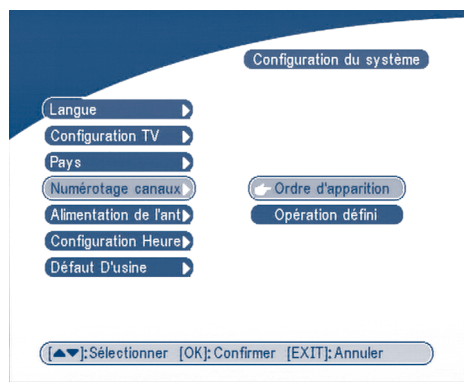 Configuration du système
Langue
Configuration TV
Pays
Numérotage canaux
Ordre d'apparition
Alimentation de l'ant
Opération défini
Configuration Heure
Défaut D'usine
[▲▼]:Sélectionner [OK]:Confirmer [EXIT]:Annuler